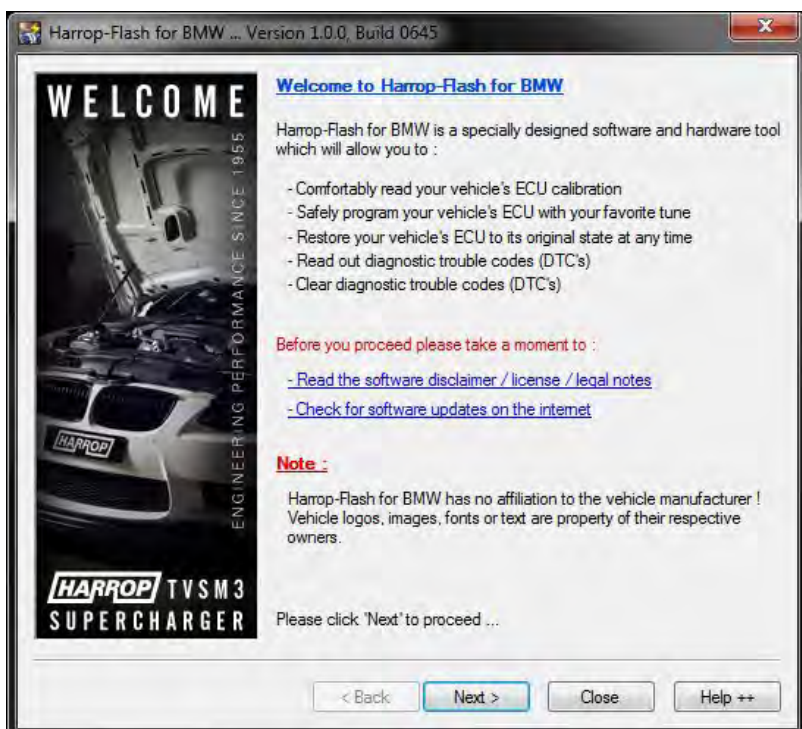 Harrop-Flash for BMW ... Version 1.0.0, Build 0645
WELCOME
ENGINEERING PERFORMANCE SINCE 1955
HARROP
HARROP TVSM3
SUPERCHARGER
Welcome to Harrop-Flash for BMW
Harrop-Flash for BMW is a specially designed software and hardware tool
which will allow you to :
- Comfortably read your vehicle's ECU calibration
- Safely program your vehicle's ECU with your favorite tune
- Restore your vehicle's ECU to its original state at any time
- Read out diagnostic trouble codes (DTC's)
- Clear diagnostic trouble codes (DTC's)
Before you proceed please take a moment to :
- Read the software disclaimer / license / legal notes
- Check for software updates on the internet
Note :
Harrop-Flash for BMW has no affiliation to the vehicle manufacturer !
Vehicle logos, images, fonts or text are property of their respective
owners.
Please click 'Next' to proceed ...
< Back
Next >
Close
Help ++